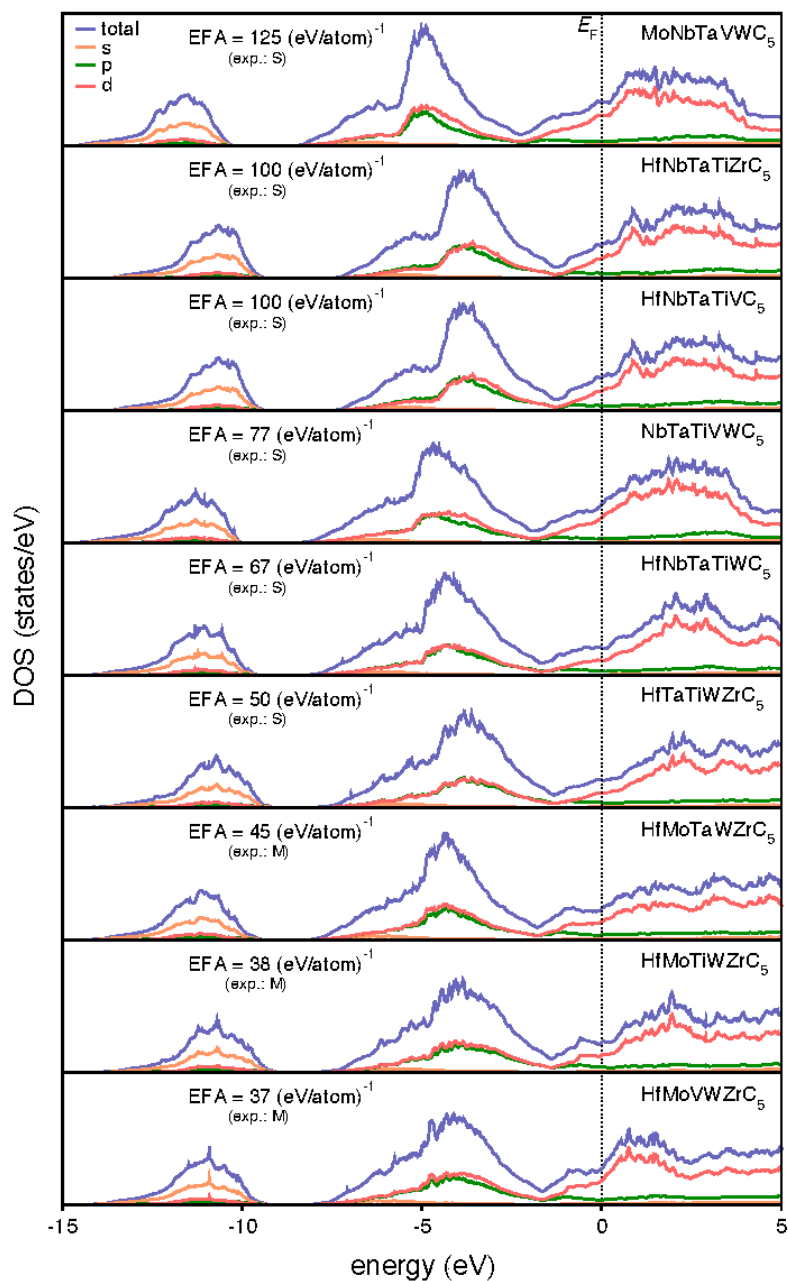 total
s
p
d
EFA = 125 (eV/atom)⁻¹
(exp.: S)
E_F
MoNbTaVWC₅
EFA = 100 (eV/atom)⁻¹
(exp.: S)
HfNbTaTiZrC₅
EFA = 100 (eV/atom)⁻¹
(exp.: S)
HfNbTaTiVC₅
EFA = 77 (eV/atom)⁻¹
(exp.: S)
NbTaTiVWC₅
EFA = 67 (eV/atom)⁻¹
(exp.: S)
HfNbTaTiWC₅
EFA = 50 (eV/atom)⁻¹
(exp.: S)
HfTaTiWZrC₅
EFA = 45 (eV/atom)⁻¹
(exp.: M)
HfMoTaWZrC₅
EFA = 38 (eV/atom)⁻¹
(exp.: M)
HfMoTiWZrC₅
EFA = 37 (eV/atom)⁻¹
(exp.: M)
HfMoVWZrC₅
DOS (states/eV)
-15 -10 -5 0 5
energy (eV)